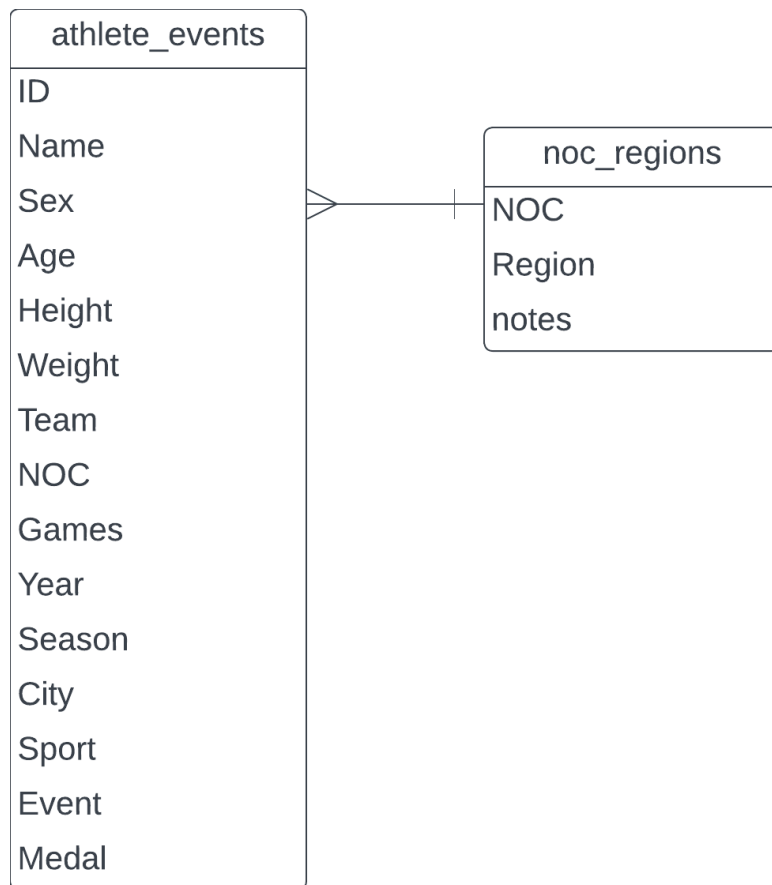 athlete_events
ID
Name
Sex
Age
Height
Weight
Team
NOC
Games
Year
Season
City
Sport
Event
Medal
noc_regions
NOC
Region
notes